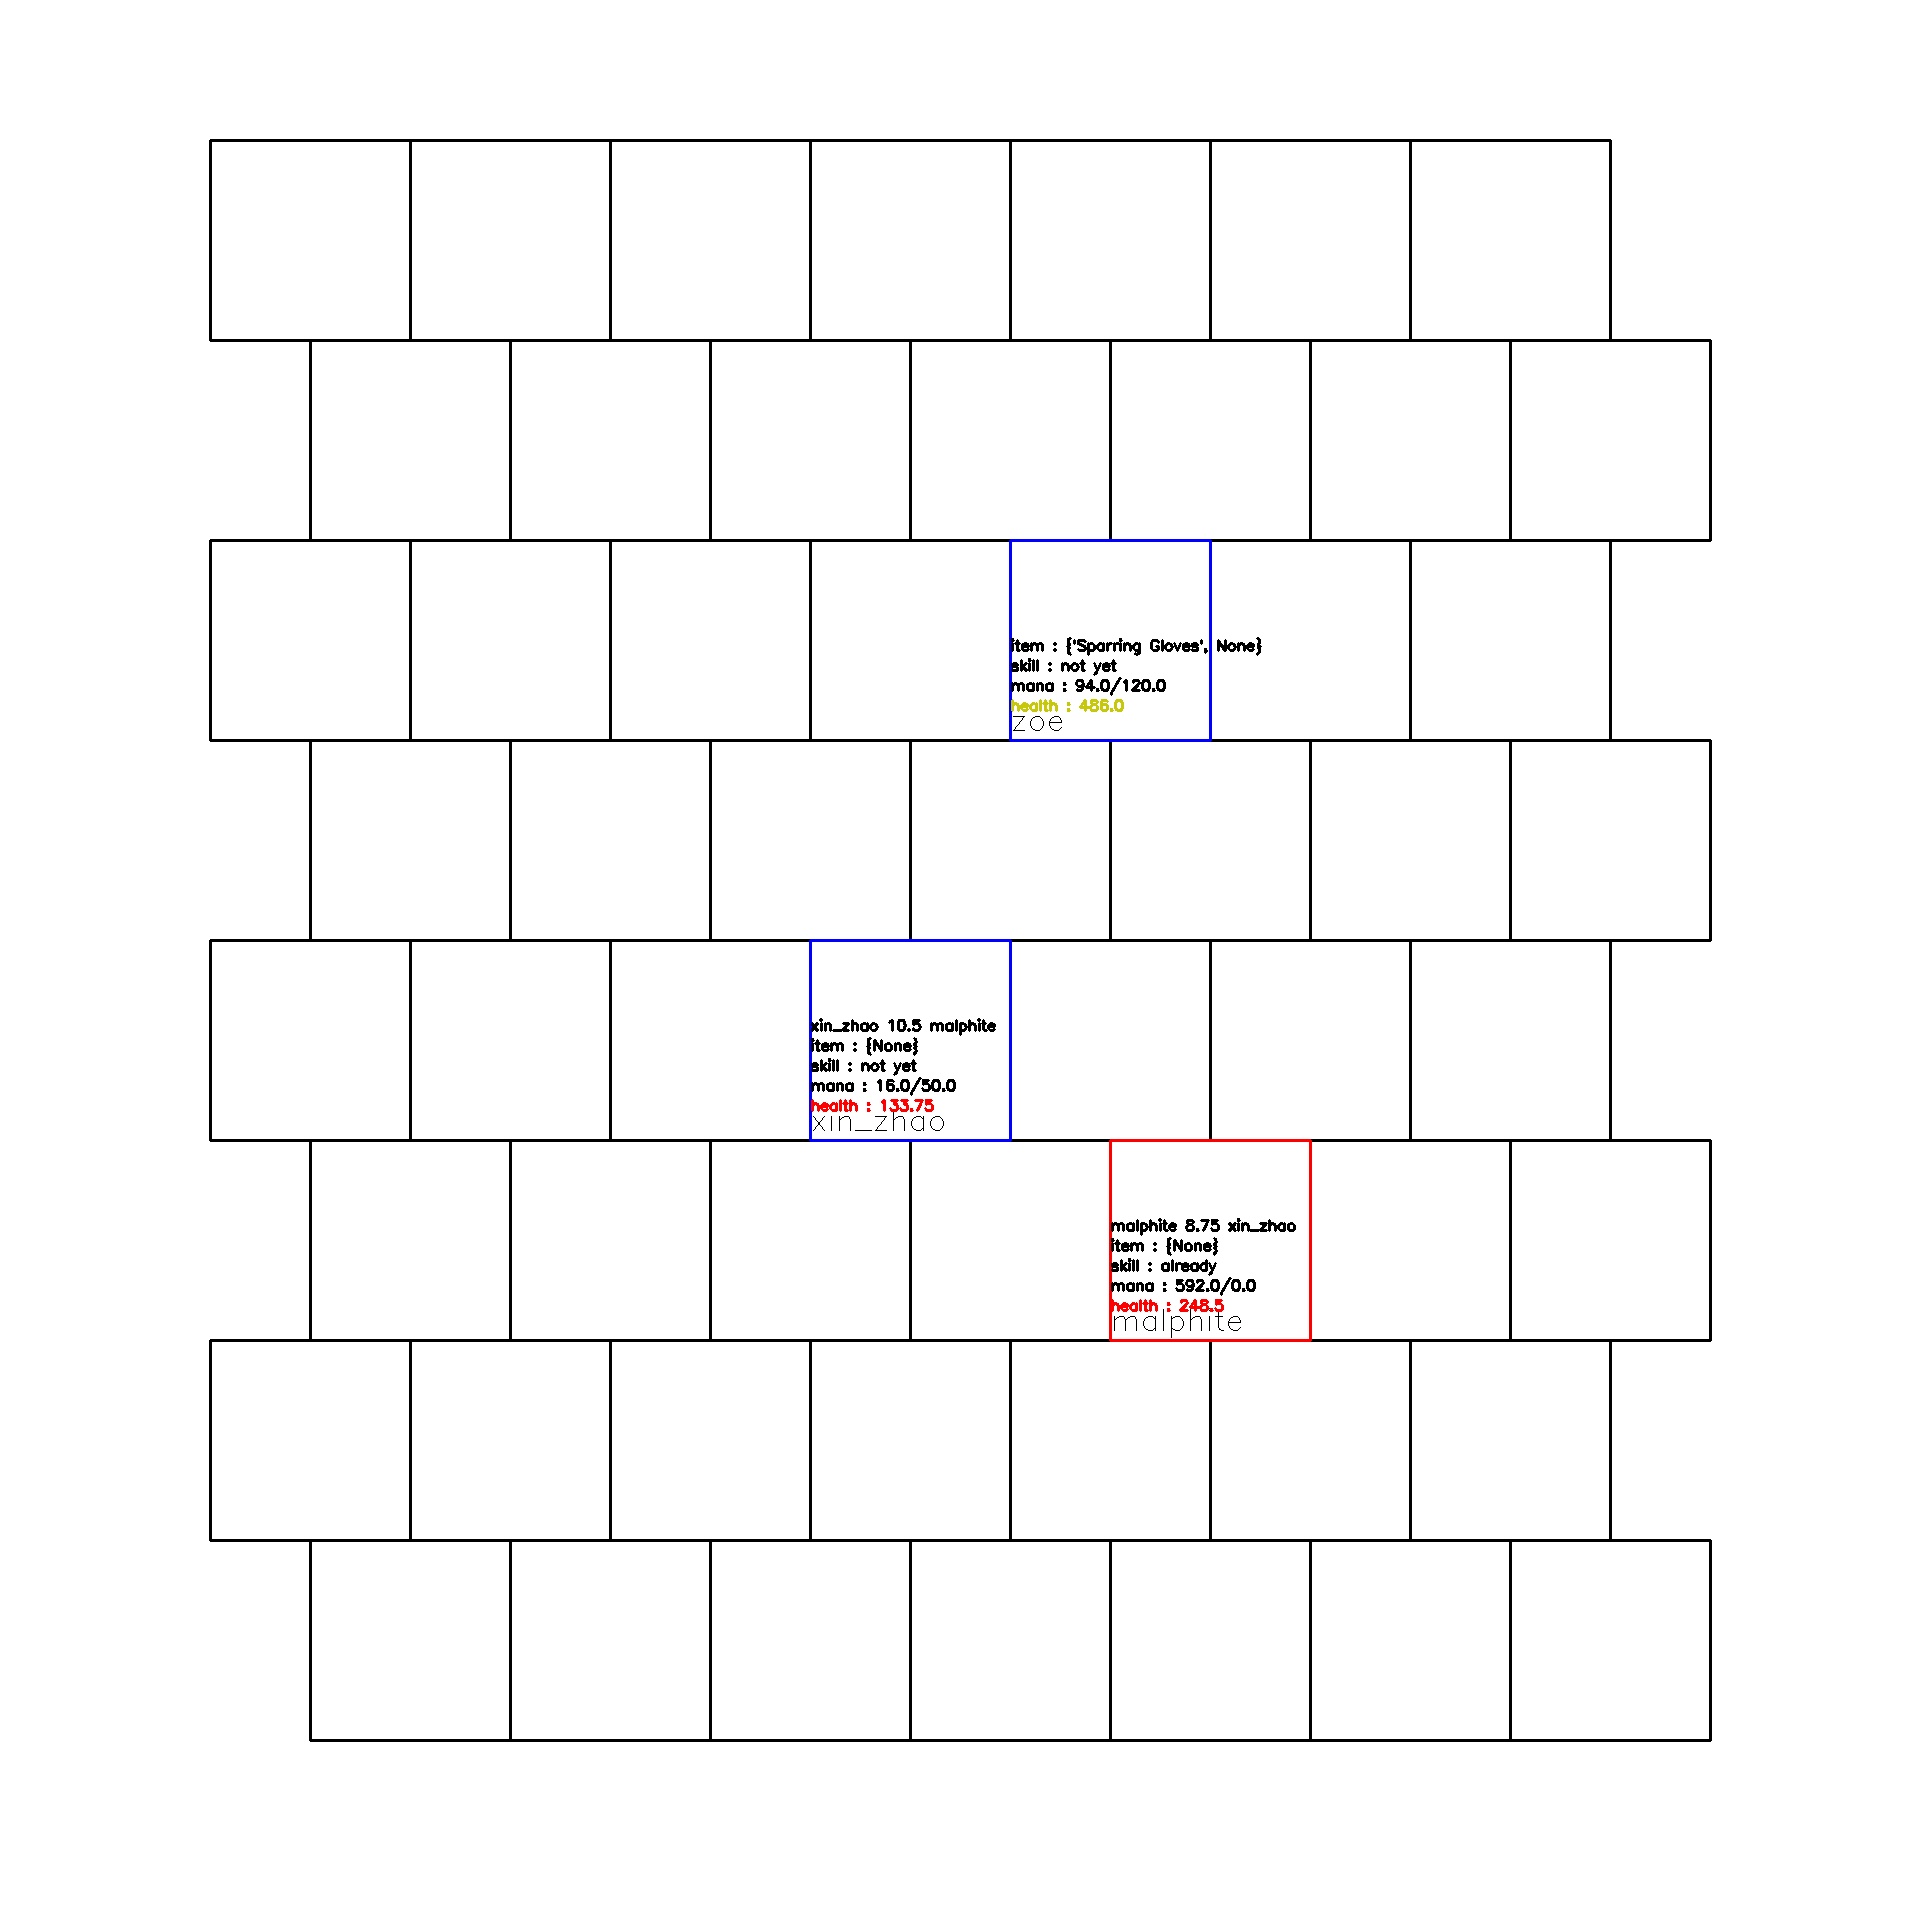 item : {'Sparring Gloves', None}
skill : not yet
mana : 94.0/120.0
health : 486.0
zoe
xin_zhao 10.5 malphite
item : {None}
skill : not yet
mana : 16.0/50.0
health : 133.75
xin_zhao
malphite 8.75 xin_zhao
item : {None}
skill : already
mana : 592.0/0.0
health : 248.5
malphite